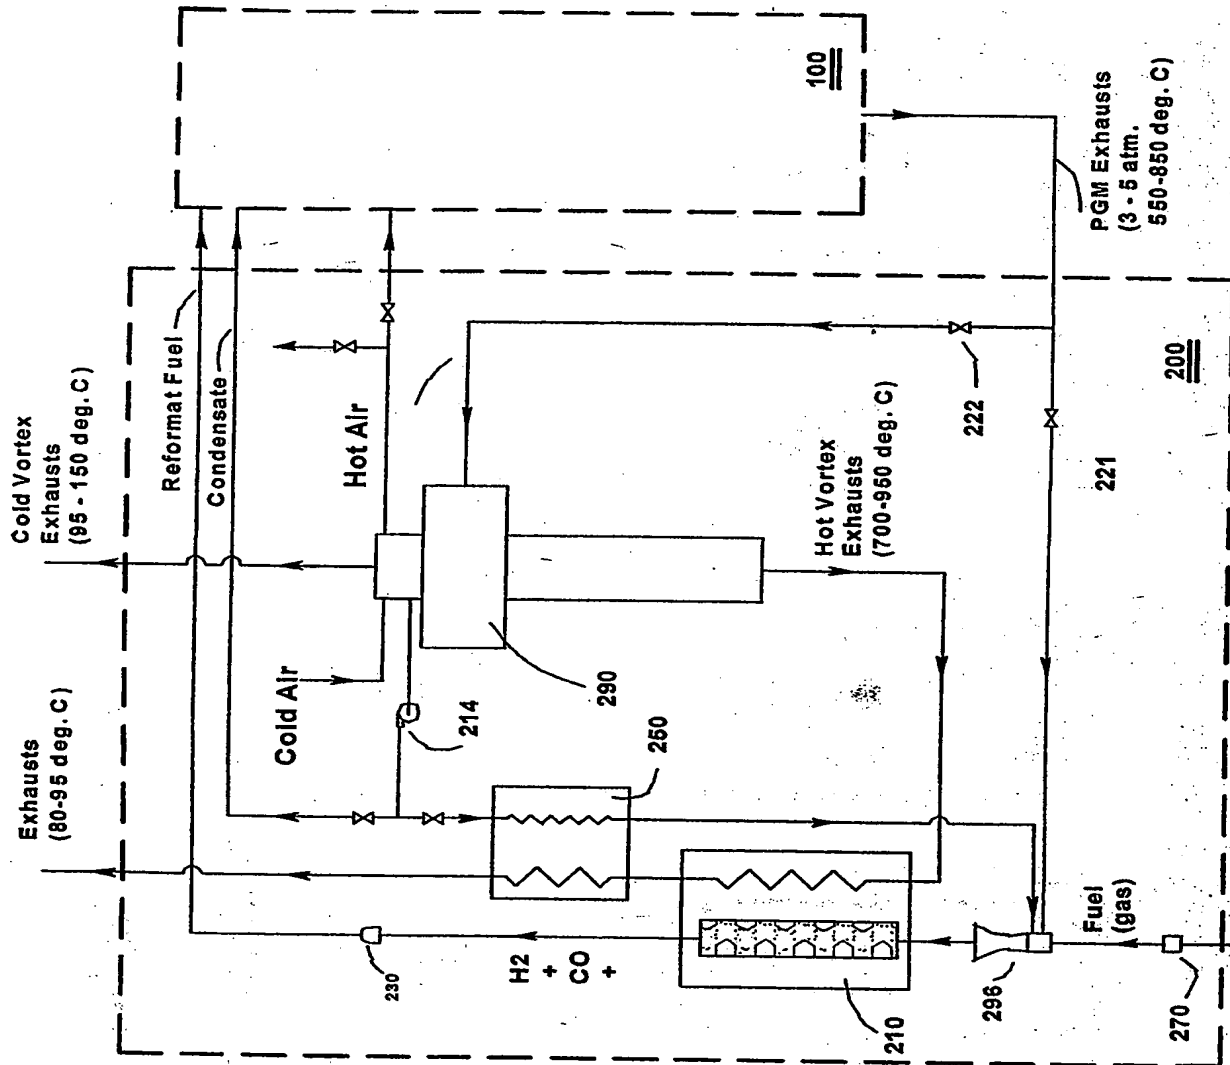 Cold Vortex
Exhausts
(95 - 150 deg. C)
Exhausts
(80-95 deg. C)
Reformat Fuel
Condensate
Hot Air
Cold Air
100
PGM Exhausts
(3 - 5 atm.
550-850 deg. C)
200
221
222
Hot Vortex
Exhausts
(700-950 deg. C)
290
214
250
230
H2
+
CO
+
210
296
Fuel
(gas)
270